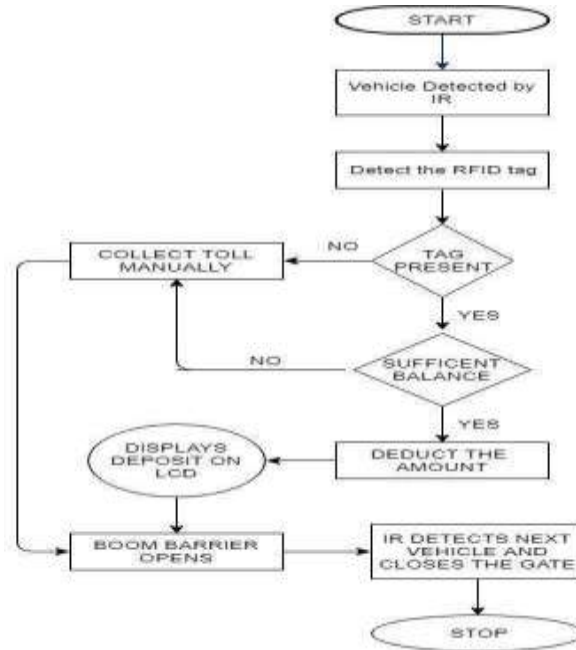 START
Vehicle Detected by
IR
Detect the RFID tag
NO
COLLECT TOLL
MANUALLY
TAG
PRESENT
YES
NO
SUFFICENT
BALANCE
YES
DISPLAYS
DEPOSIT ON
LCD
DEDUCT THE
AMOUNT
BOOM BARRIER
OPENS
IR DETECTS NEXT
VEHICLE AND
CLOSES THE GATE
STOP